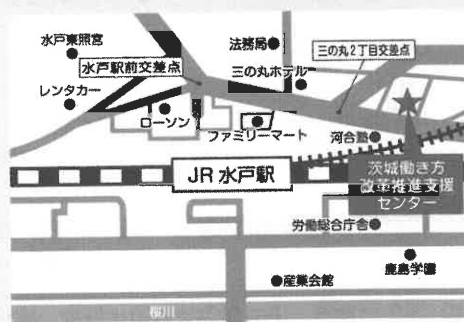 水戸東照宮
法務局
水戸駅前交差点
三の丸2丁目交差点
三の丸ホテル
レンタカー
ローソン
ファミリーマート
河合塾
JR 水戸駅
茨城働き方
改革推進支援
センター
労働総合庁舎
鹿島学園
産業会館
桜川